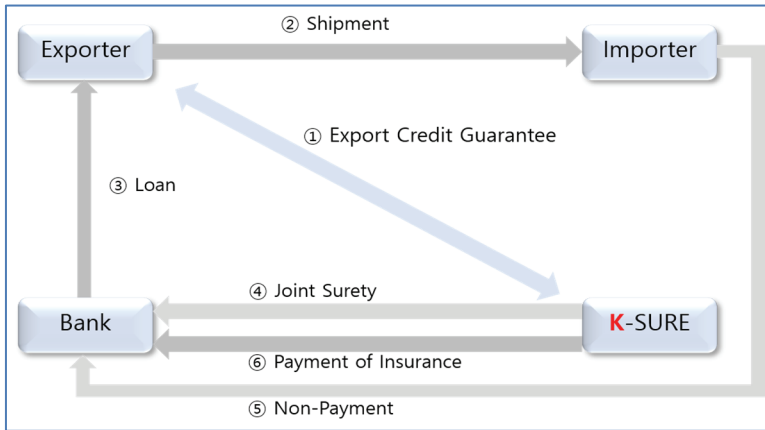 ② Shipment
Exporter
Importer
① Export Credit Guarantee
③ Loan
④ Joint Surety
Bank
K-SURE
⑥ Payment of Insurance
⑤ Non-Payment